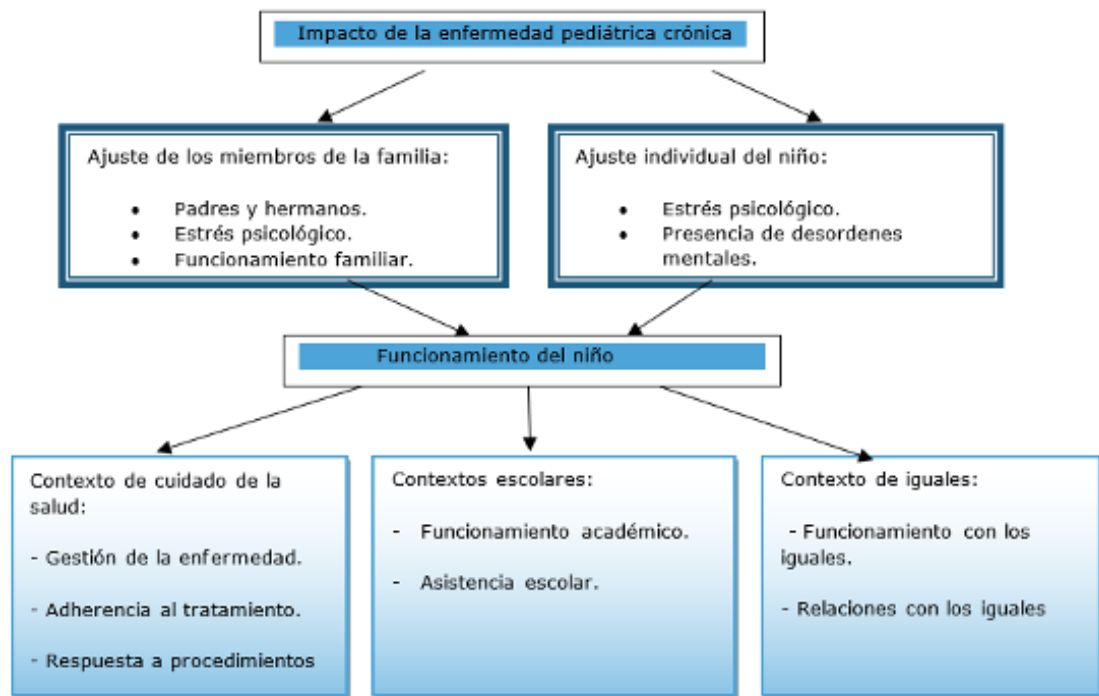 Impacto de la enfermedad pediátrica crónica
Ajuste de los miembros de la familia:
• Padres y hermanos.
• Estrés psicológico.
• Funcionamiento familiar.
Ajuste individual del niño:
• Estrés psicológico.
• Presencia de desordenes
mentales.
Funcionamiento del niño
Contexto de cuidado de la
salud:
- Gestión de la enfermedad.
- Adherencia al tratamiento.
- Respuesta a procedimientos
Contextos escolares:
- Funcionamiento académico.
- Asistencia escolar.
Contexto de iguales:
- Funcionamiento con los
iguales.
- Relaciones con los iguales